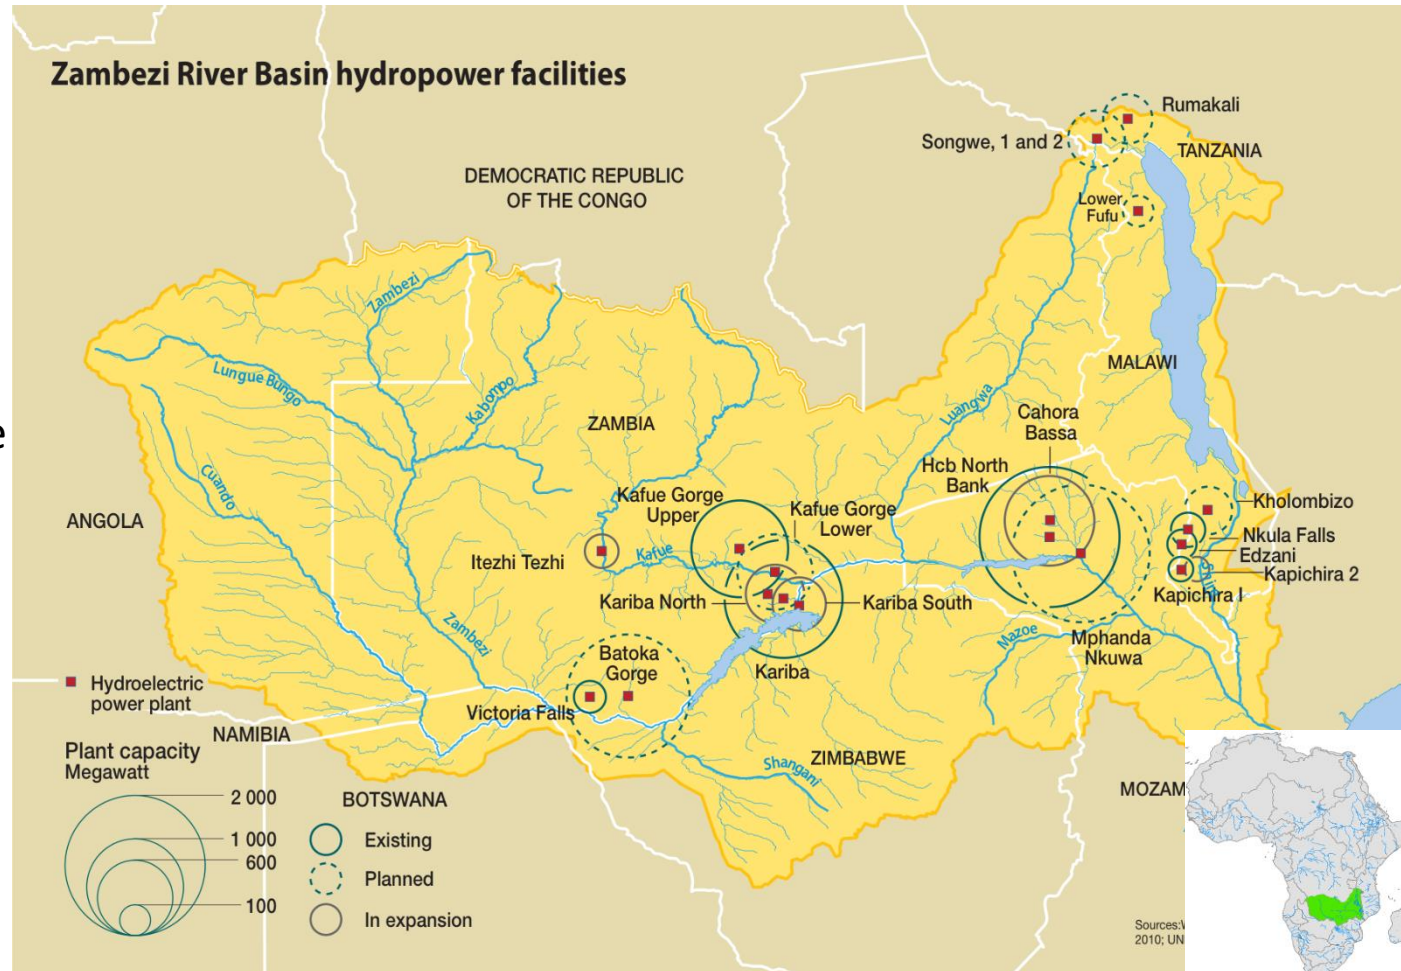 Zambezi River Basin hydropower facilities
Rumakali
Songwe, 1 and 2
TANZANIA
DEMOCRATIC REPUBLIC
OF THE CONGO
Lower
Fufu
Zambezi
MALAWI
Lungue Bungo
Kabompo
Luangwa
Cahora
Bassa
ZAMBIA
e
Hcb North
Bank
Cuando
Kafue Gorge
Upper
Kafue Gorge
Lower
Kholombizo
ANGOLA
Nkula Falls
Itezhi Tezhi
Kafue
Edzani
Kapichira 2
Kapichira I
Kariba North
Kariba South
Zambezi
Mazoe
Mphanda
Nkuwa
Batoka
Gorge
Kariba
Hydroelectric
power plant
Victoria Falls
NAMIBIA
ZIMBABWE
Shangani
Plant capacity
Megawatt
MOZAM
2 000
BOTSWANA
1 000
Existing
600
Planned
100
In expansion
Sources:
2010; UN